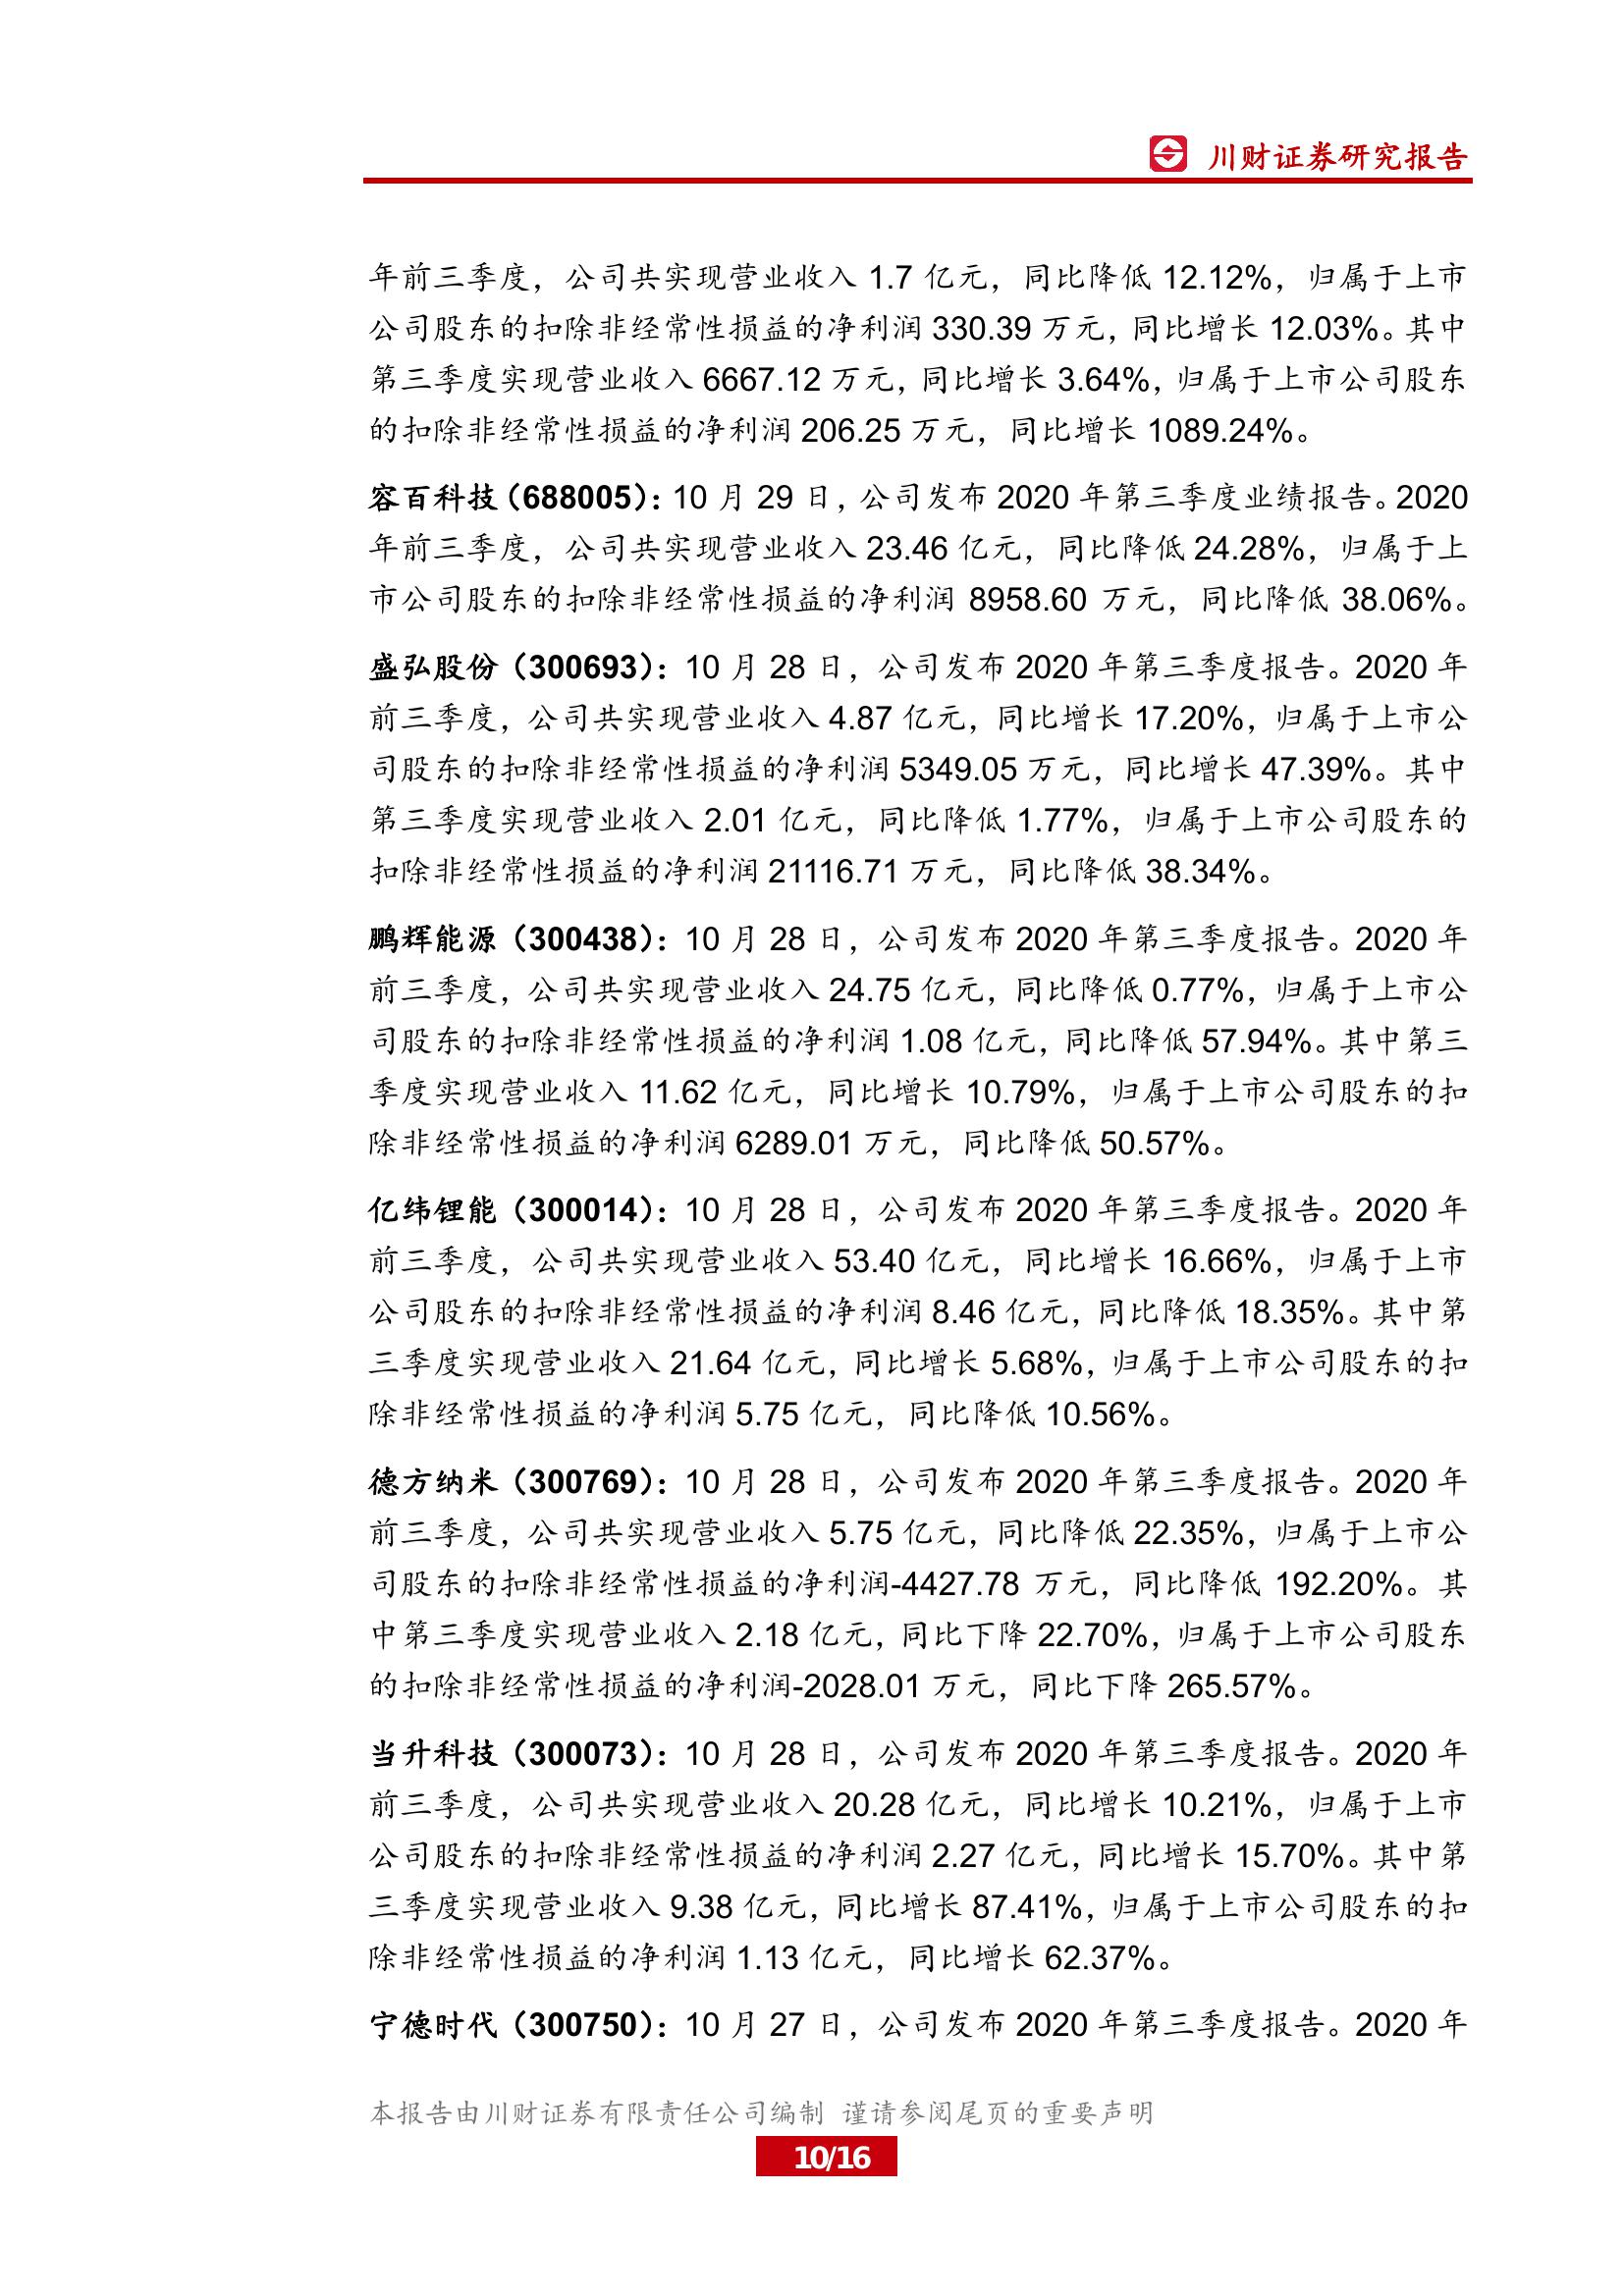 川财证券研究报告
年前三季度，公司共实现营业收入 1.7 亿元，同比降低 12.12%，归属于上市
公司股东的扣除非经常性损益的净利润 330.39 万元，同比增长 12.03%。其中
第三季度实现营业收入 6667.12 万元，同比增长 3.64%，归属于上市公司股东
的扣除非经常性损益的净利润 206.25 万元，同比增长 1089.24%。
容百科技（688005）：10 月 29 日，公司发布 2020 年第三季度业绩报告。2020
年前三季度，公司共实现营业收入 23.46 亿元，同比降低 24.28%，归属于上
市公司股东的扣除非经常性损益的净利润 8958.60 万元，同比降低 38.06%。
盛弘股份（300693）：10 月 28 日，公司发布 2020 年第三季度报告。2020 年
前三季度，公司共实现营业收入 4.87 亿元，同比增长 17.20%，归属于上市公
司股东的扣除非经常性损益的净利润 5349.05 万元，同比增长 47.39%。其中
第三季度实现营业收入 2.01 亿元，同比降低 1.77%，归属于上市公司股东的
扣除非经常性损益的净利润 21116.71 万元，同比降低 38.34%。
鹏辉能源（300438）：10 月 28 日，公司发布 2020 年第三季度报告。2020 年
前三季度，公司共实现营业收入 24.75 亿元，同比降低 0.77%，归属于上市公
司股东的扣除非经常性损益的净利润 1.08 亿元，同比降低 57.94%。其中第三
季度实现营业收入 11.62 亿元，同比增长 10.79%，归属于上市公司股东的扣
除非经常性损益的净利润 6289.01 万元，同比降低 50.57%。
亿纬锂能（300014）：10 月 28 日，公司发布 2020 年第三季度报告。2020 年
前三季度，公司共实现营业收入 53.40 亿元，同比增长 16.66%，归属于上市
公司股东的扣除非经常性损益的净利润 8.46 亿元，同比降低 18.35%。其中第
三季度实现营业收入 21.64 亿元，同比增长 5.68%，归属于上市公司股东的扣
除非经常性损益的净利润 5.75 亿元，同比降低 10.56%。
德方纳米（300769）：10 月 28 日，公司发布 2020 年第三季度报告。2020 年
前三季度，公司共实现营业收入 5.75 亿元，同比降低 22.35%，归属于上市公
司股东的扣除非经常性损益的净利润-4427.78 万元，同比降低 192.20%。其
中第三季度实现营业收入 2.18 亿元，同比下降 22.70%，归属于上市公司股东
的扣除非经常性损益的净利润-2028.01 万元，同比下降 265.57%。
当升科技（300073）：10 月 28 日，公司发布 2020 年第三季度报告。2020 年
前三季度，公司共实现营业收入 20.28 亿元，同比增长 10.21%，归属于上市
公司股东的扣除非经常性损益的净利润 2.27 亿元，同比增长 15.70%。其中第
三季度实现营业收入 9.38 亿元，同比增长 87.41%，归属于上市公司股东的扣
除非经常性损益的净利润 1.13 亿元，同比增长 62.37%。
宁德时代（300750）：10 月 27 日，公司发布 2020 年第三季度报告。2020 年
本报告由川财证券有限责任公司编制 谨请参阅尾页的重要声明
10/16